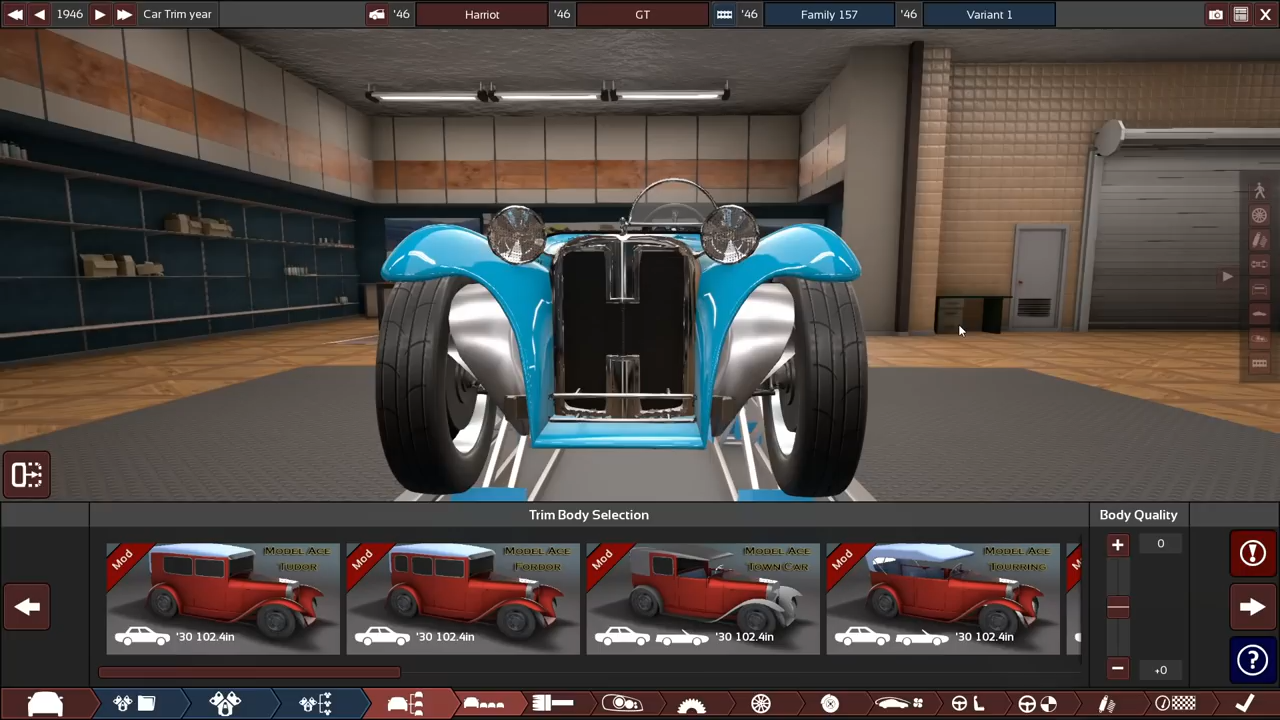 1946 Car Trim year '46 Harriot '46 GT '46 Family 157 '46 Variant 1
Trim Body Selection
Body Quality
Mod MODEL ACE TUDOR '30 102.4in
Mod MODEL ACE FORDOR '30 102.4in
Mod MODEL ACE TOWN CAR '30 102.4in
Mod MODEL ACE TOURING '30 102.4in
0
+0